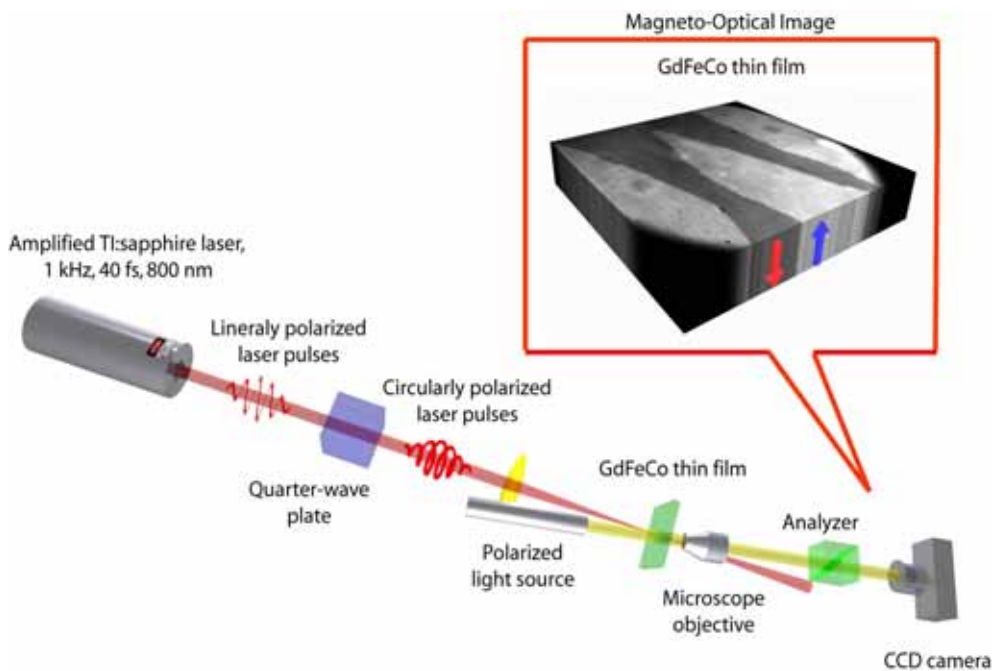 Magneto-Optical Image
GdFeCo thin film
Amplified TI:sapphire laser,
1 kHz, 40 fs, 800 nm
Lineraly polarized
laser pulses
Circularly polarized
laser pulses
Quarter-wave
plate
GdFeCo thin film
Polarized
light source
Analyzer
Microscope
objective
CCD camera